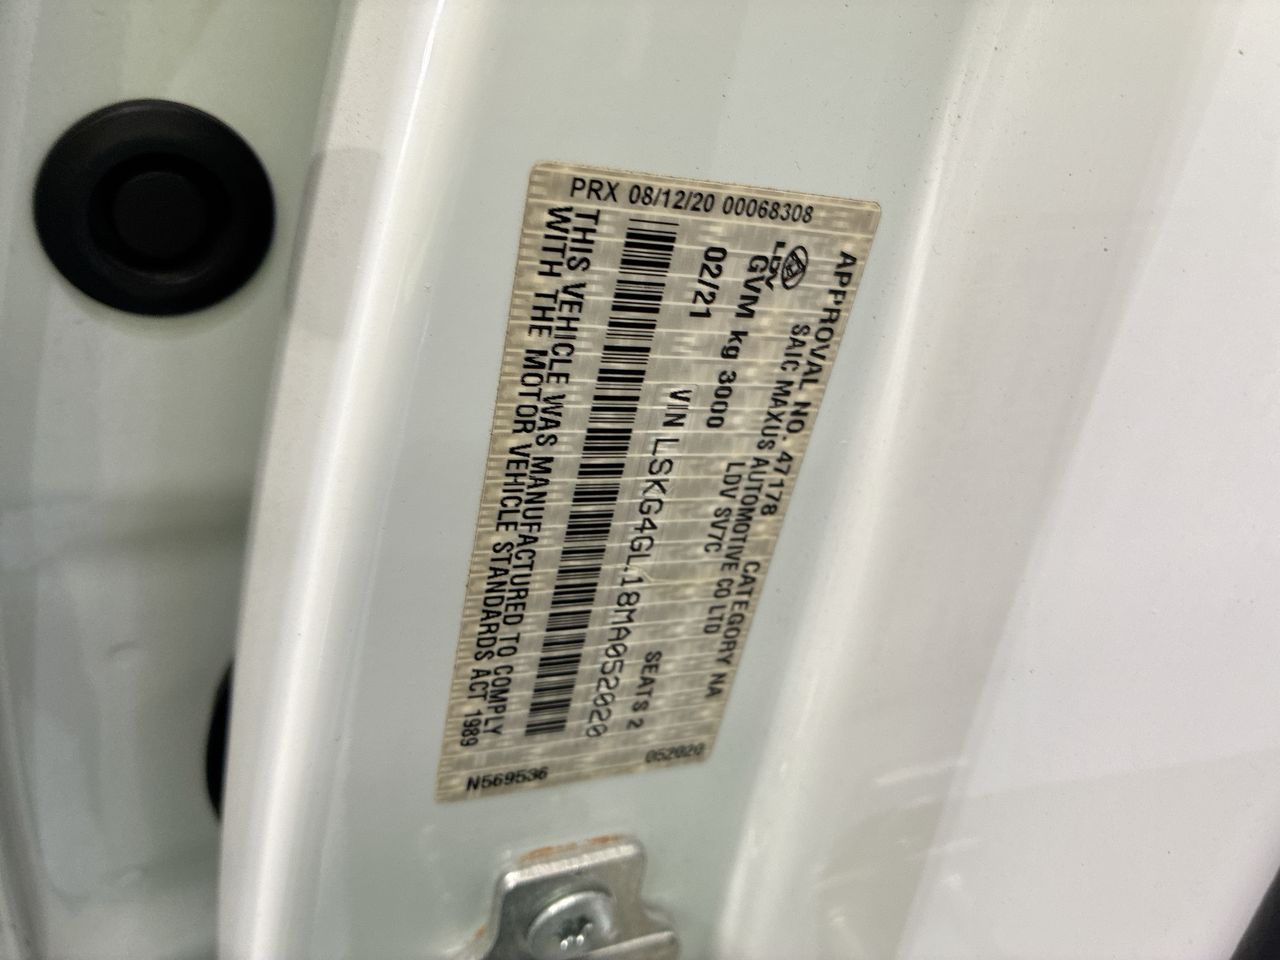 PRX 08/12/20 00068308
APPROVAL NO. 47178 CATEGORY NA
LDV
SAIC MAXUS AUTOMOTIVE CO LTD
GVM kg 3000 LDV SV7C
02/21 SEATS 2
VIN LSKG4GL18MA052020
THIS VEHICLE WAS MANUFACTURED TO COMPLY
WITH THE MOTOR VEHICLE STANDARDS ACT 1989
N569536 052020